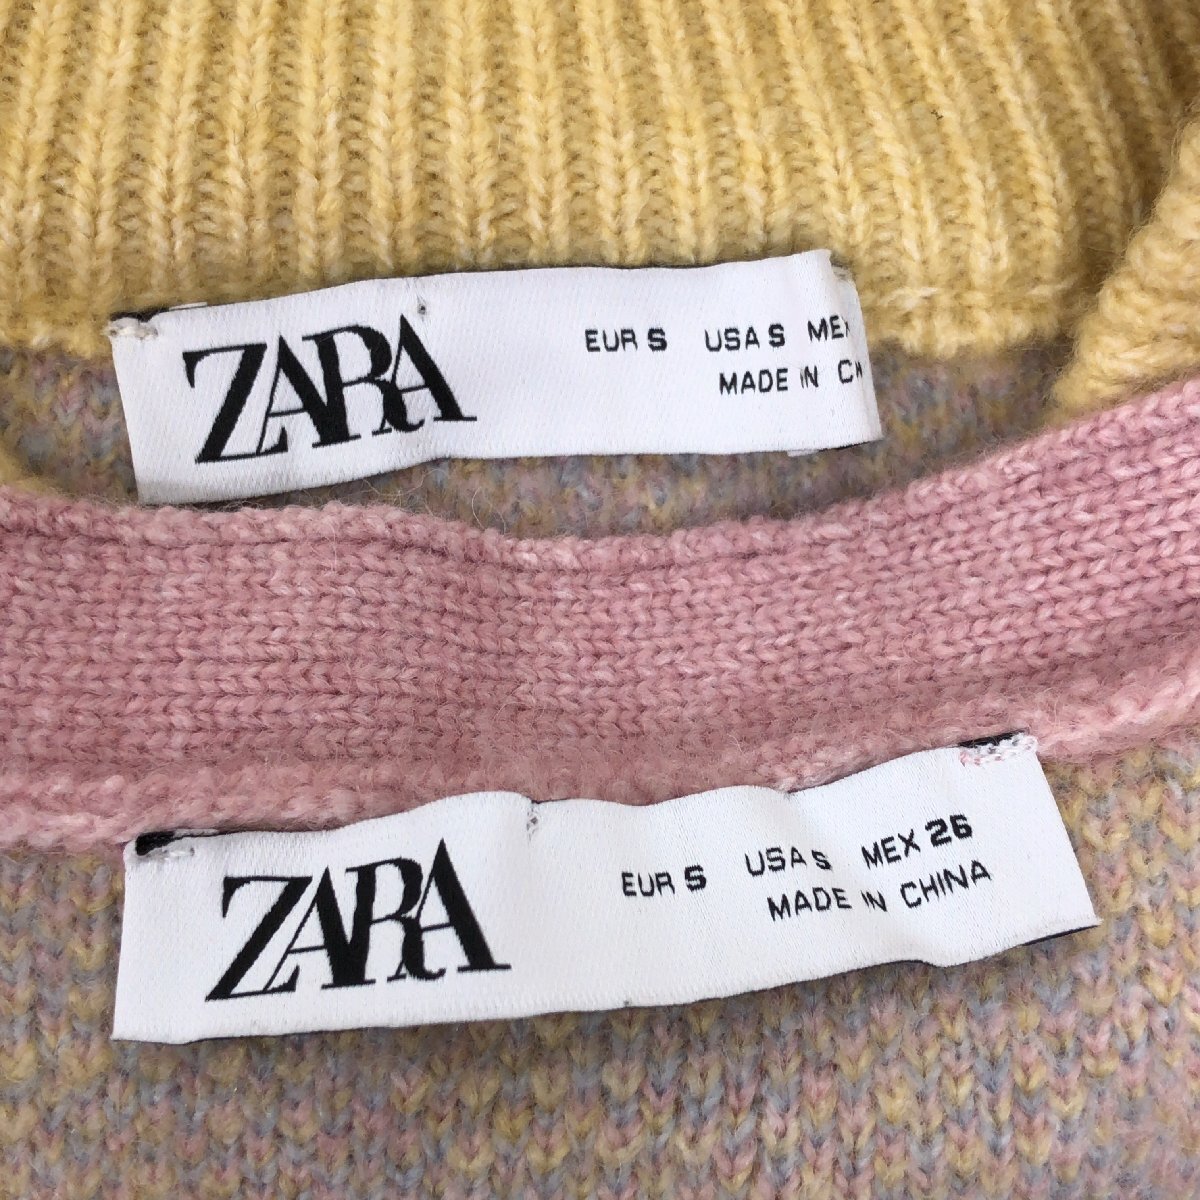 ZARA
EUR S USA S MEX
MADE IN
ZARA
EUR S USA S MEX 26
MADE IN CHINA